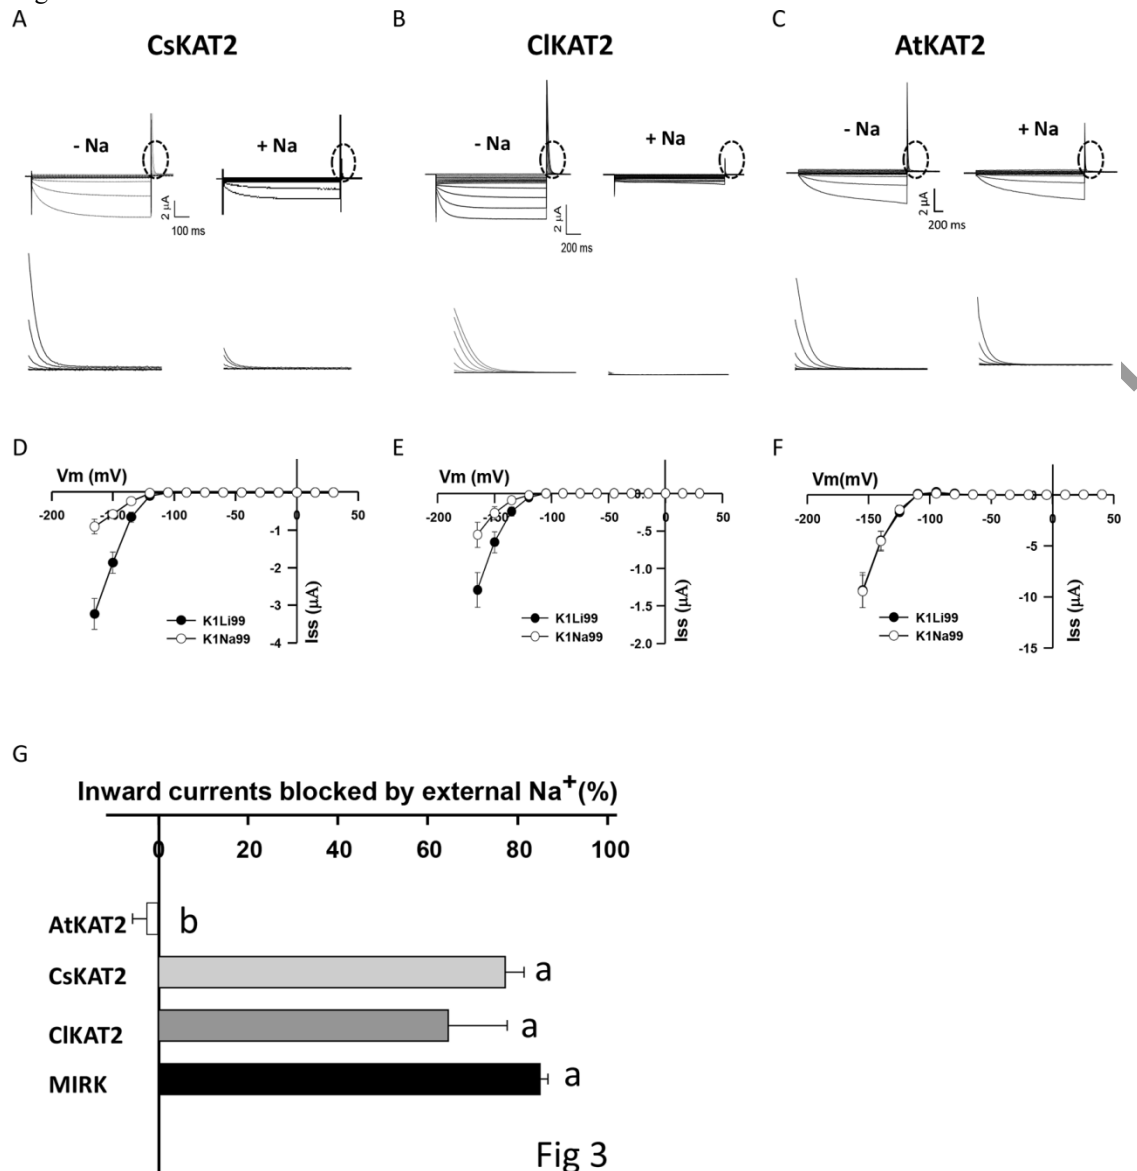 A
B
C
CsKAT2
ClKAT2
AtKAT2
- Na
+ Na
- Na
+ Na
- Na
+ Na
2 µA
100 ms
2 µA
200 ms
2 µA
200 ms
D
E
F
Vm (mV)
-200 -150 -100 -50 0 50
-1
-2
-3
-4
Iss (µA)
K1Li99
K1Na99
Vm (mV)
-200 -150 -100 -50 0 50
-.5
-1.0
-1.5
-2.0
Iss (µA)
K1Li99
K1Na99
Vm(mV)
-200 -150 -100 -50 0 50
-5
-10
-15
Iss (µA)
K1Li99
K1Na99
G
Inward currents blocked by external Na+(%)
0 20 40 60 80 100
AtKAT2 b
CsKAT2 a
ClKAT2 a
MIRK a
Fig 3